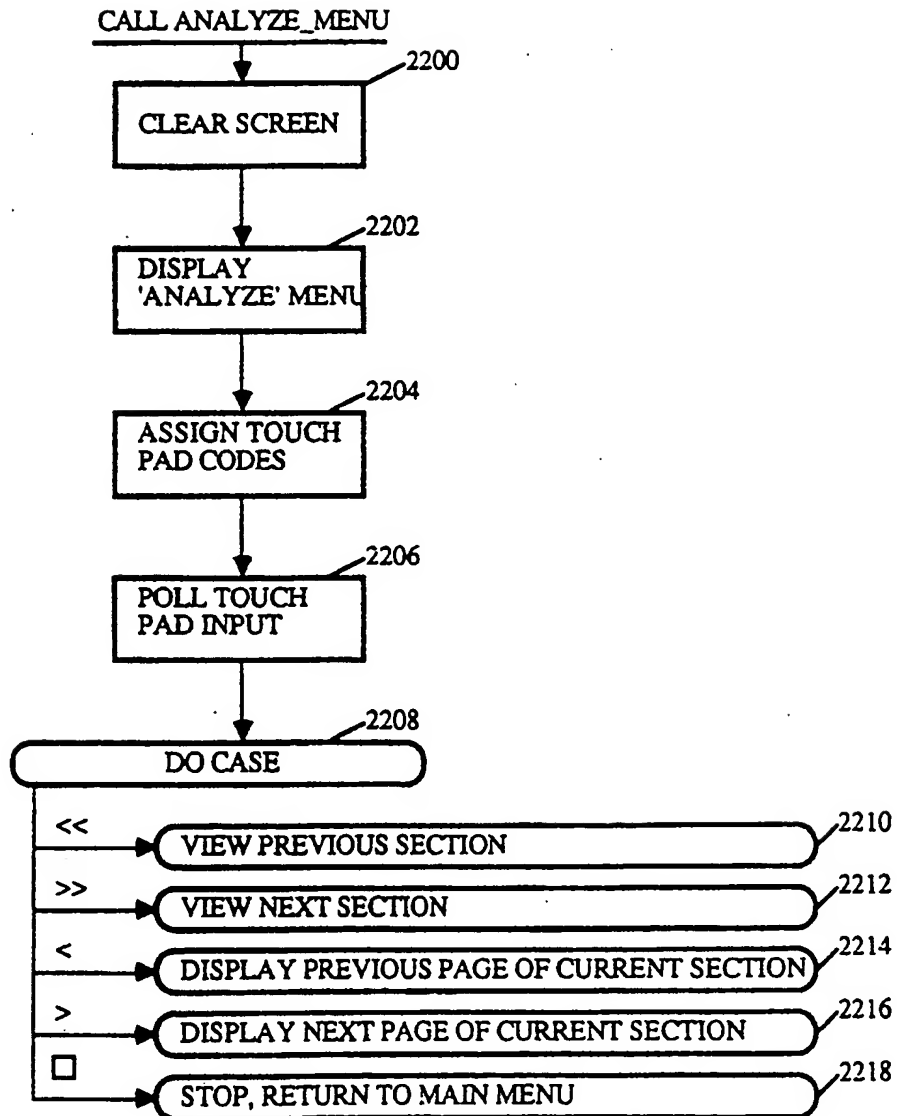 CALL ANALYZE_MENU
2200
CLEAR SCREEN
2202
DISPLAY
'ANALYZE' MENU
2204
ASSIGN TOUCH
PAD CODES
2206
POLL TOUCH
PAD INPUT
2208
DO CASE
<<
VIEW PREVIOUS SECTION
2210
>>
VIEW NEXT SECTION
2212
<
DISPLAY PREVIOUS PAGE OF CURRENT SECTION
2214
>
DISPLAY NEXT PAGE OF CURRENT SECTION
2216
□
STOP, RETURN TO MAIN MENU
2218